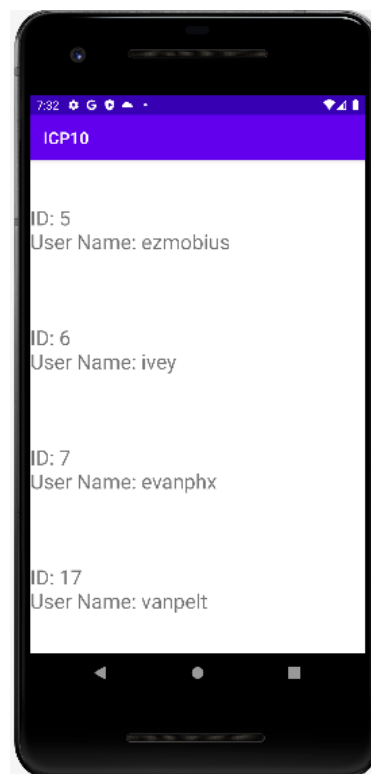 7:32
ICP10
ID: 5
User Name: ezmobius
ID: 6
User Name: ivey
ID: 7
User Name: evanphx
ID: 17
User Name: vanpelt